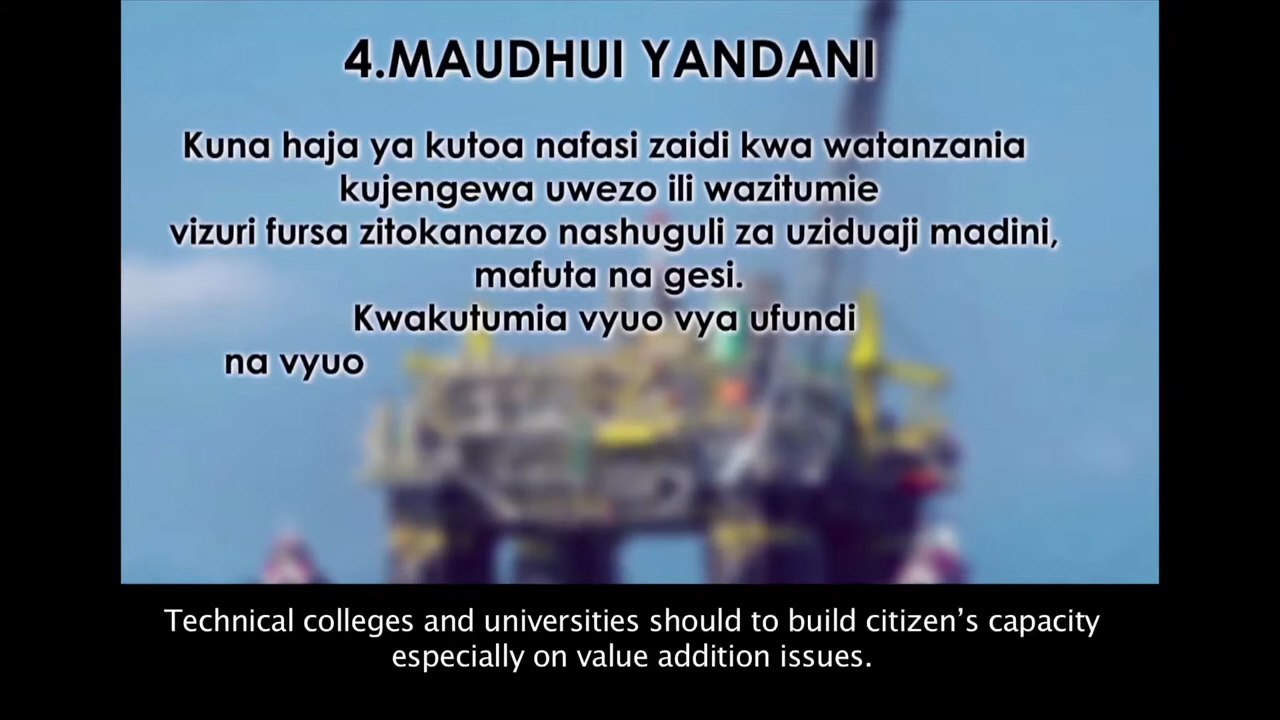 4.MAUDHUI YANDANI
Kuna haja ya kutoa nafasi zaidi kwa watanzania
kujengewa uwezo ili wazitumie
vizuri fursa zitokanazo nashuguli za uziduaji madini,
mafuta na gesi.
Kwakutumia vyuo vya ufundi
na vyuo
Technical colleges and universities should to build citizen’s capacity
especially on value addition issues.